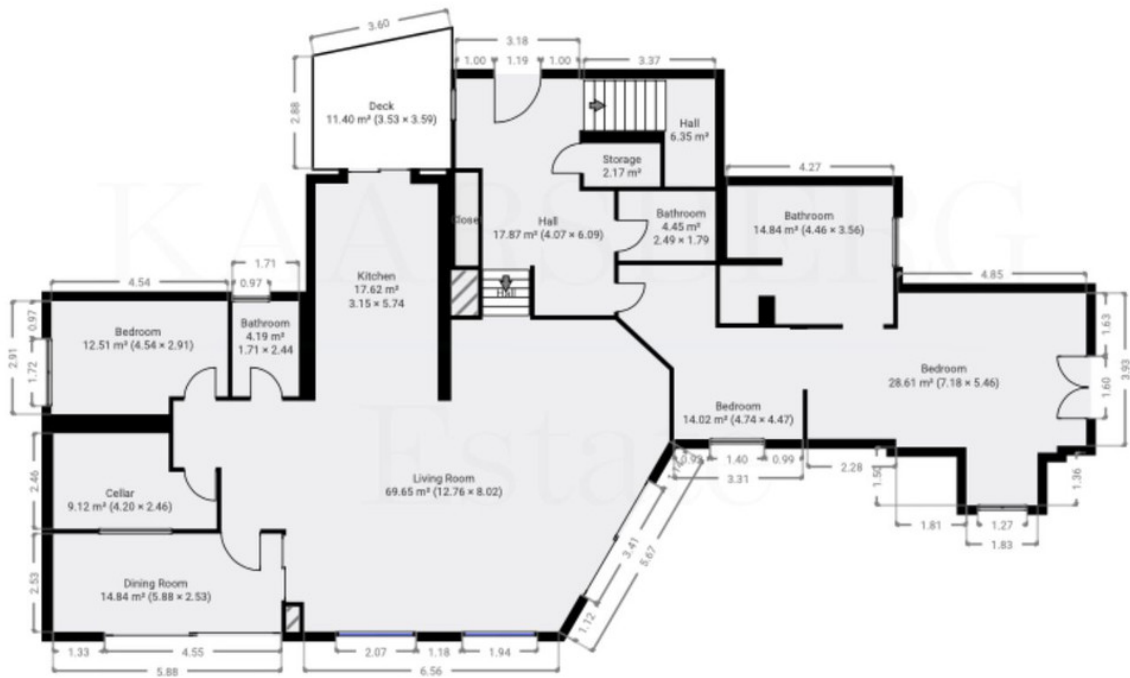 3.60
3.18
1.00
1.19
1.00
3.37
2.88
Deck
11.40 m² (3.53 × 3.59)
Hall
6.35 m²
Storage
2.17 m²
4.27
KAABSBERG
Close
Hall
17.87 m² (4.07 × 6.09)
Bathroom
4.45 m²
2.49 × 1.79
Bathroom
14.84 m² (4.46 × 3.56)
1.71
4.54
0.97
Kitchen
17.62 m²
3.15 × 5.74
Hall
4.85
0.97
2.91
1.72
Bedroom
12.51 m² (4.54 × 2.91)
Bathroom
4.19 m²
1.71 × 2.44
1.63
3.93
1.60
Bedroom
28.61 m² (7.18 × 5.46)
Bedroom
14.02 m² (4.74 × 4.47)
Estate
2.46
Cellar
9.12 m² (4.20 × 2.46)
Living Room
69.65 m² (12.76 × 8.02)
1.14
0.93
1.40
0.99
3.31
2.28
1.50
1.36
1.81
1.27
1.83
3.41
5.67
1.12
2.53
Dining Room
14.84 m² (5.88 × 2.53)
1.33
4.55
5.88
2.07
1.18
1.94
6.56